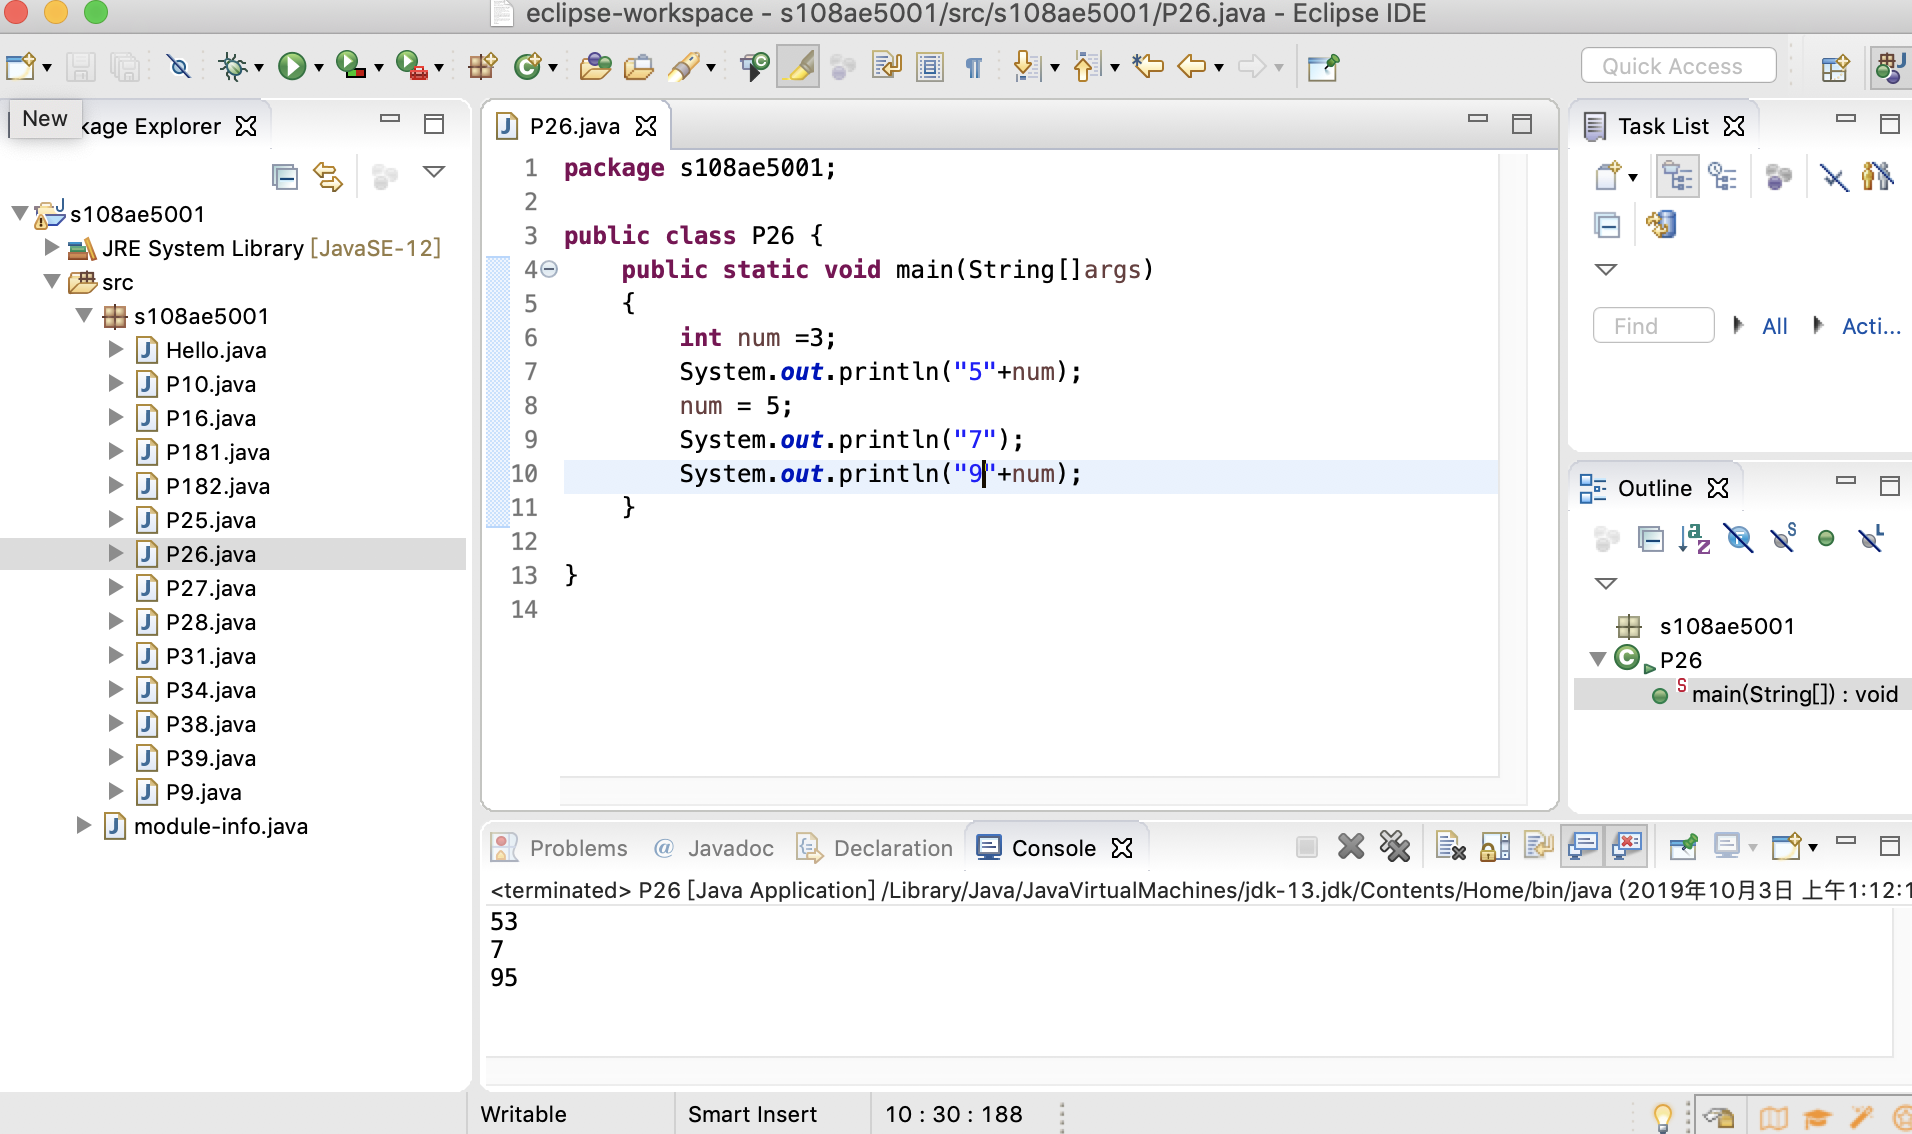 eclipse-workspace - s108ae5001/src/s108ae5001/P26.java - Eclipse IDE
Quick Access
New
kage Explorer
s108ae5001
JRE System Library [JavaSE-12]
src
s108ae5001
Hello.java
P10.java
P16.java
P181.java
P182.java
P25.java
P26.java
P27.java
P28.java
P31.java
P34.java
P38.java
P39.java
P9.java
module-info.java
P26.java
1 package s108ae5001;
2
3 public class P26 {
4 public static void main(String[]args)
5 {
6 int num =3;
7 System.out.println("5"+num);
8 num = 5;
9 System.out.println("7");
10 System.out.println("9"+num);
11 }
12
13 }
14
Task List
Find
All
Acti...
Outline
s108ae5001
P26
main(String[]) : void
Problems @ Javadoc Declaration Console
<terminated> P26 [Java Application] /Library/Java/JavaVirtualMachines/jdk-13.jdk/Contents/Home/bin/java (2019年10月3日 上午1:12:1
53
7
95
Writable Smart Insert 10 : 30 : 188